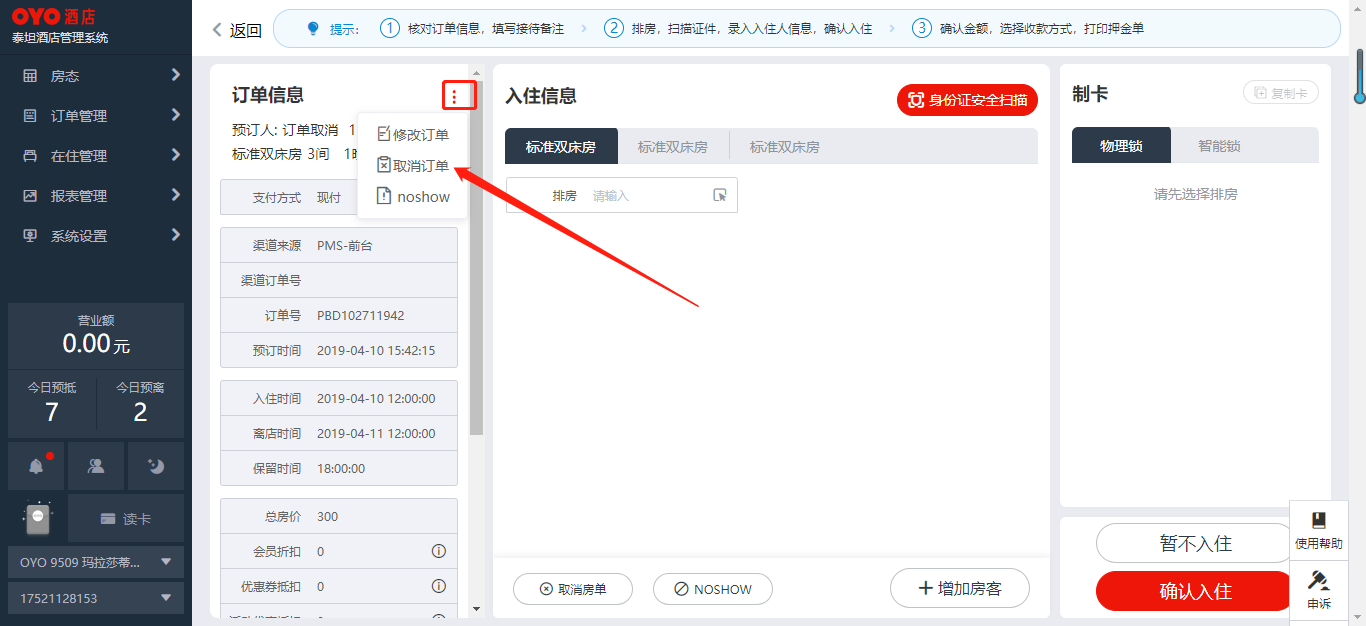 OYO 酒店
泰坦酒店管理系统
房态
订单管理
在住管理
报表管理
系统设置
营业额
0.00元
今日预抵
7
今日预离
2
读卡
OYO 9509 玛拉莎蒂...
17521128153
返回
提示:
1 核对订单信息，填写接待备注
2 排房，扫描证件，录入入住人信息，确认入住
3 确认金额，选择收款方式，打印押金单
订单信息
预订人: 订单取消 1
标准双床房 3间
修改订单
取消订单
noshow
支付方式 现付
渠道来源 PMS-前台
渠道订单号
订单号 PBD102711942
预订时间 2019-04-10 15:42:15
入住时间 2019-04-10 12:00:00
离店时间 2019-04-11 12:00:00
保留时间 18:00:00
总房价 300
会员折扣 0
优惠券抵扣 0
入住信息
身份证安全扫描
标准双床房
标准双床房
标准双床房
排房 请输入
取消房单
NOSHOW
增加房客
制卡
复制卡
物理锁
智能锁
请先选择排房
暂不入住
确认入住
使用帮助
申诉